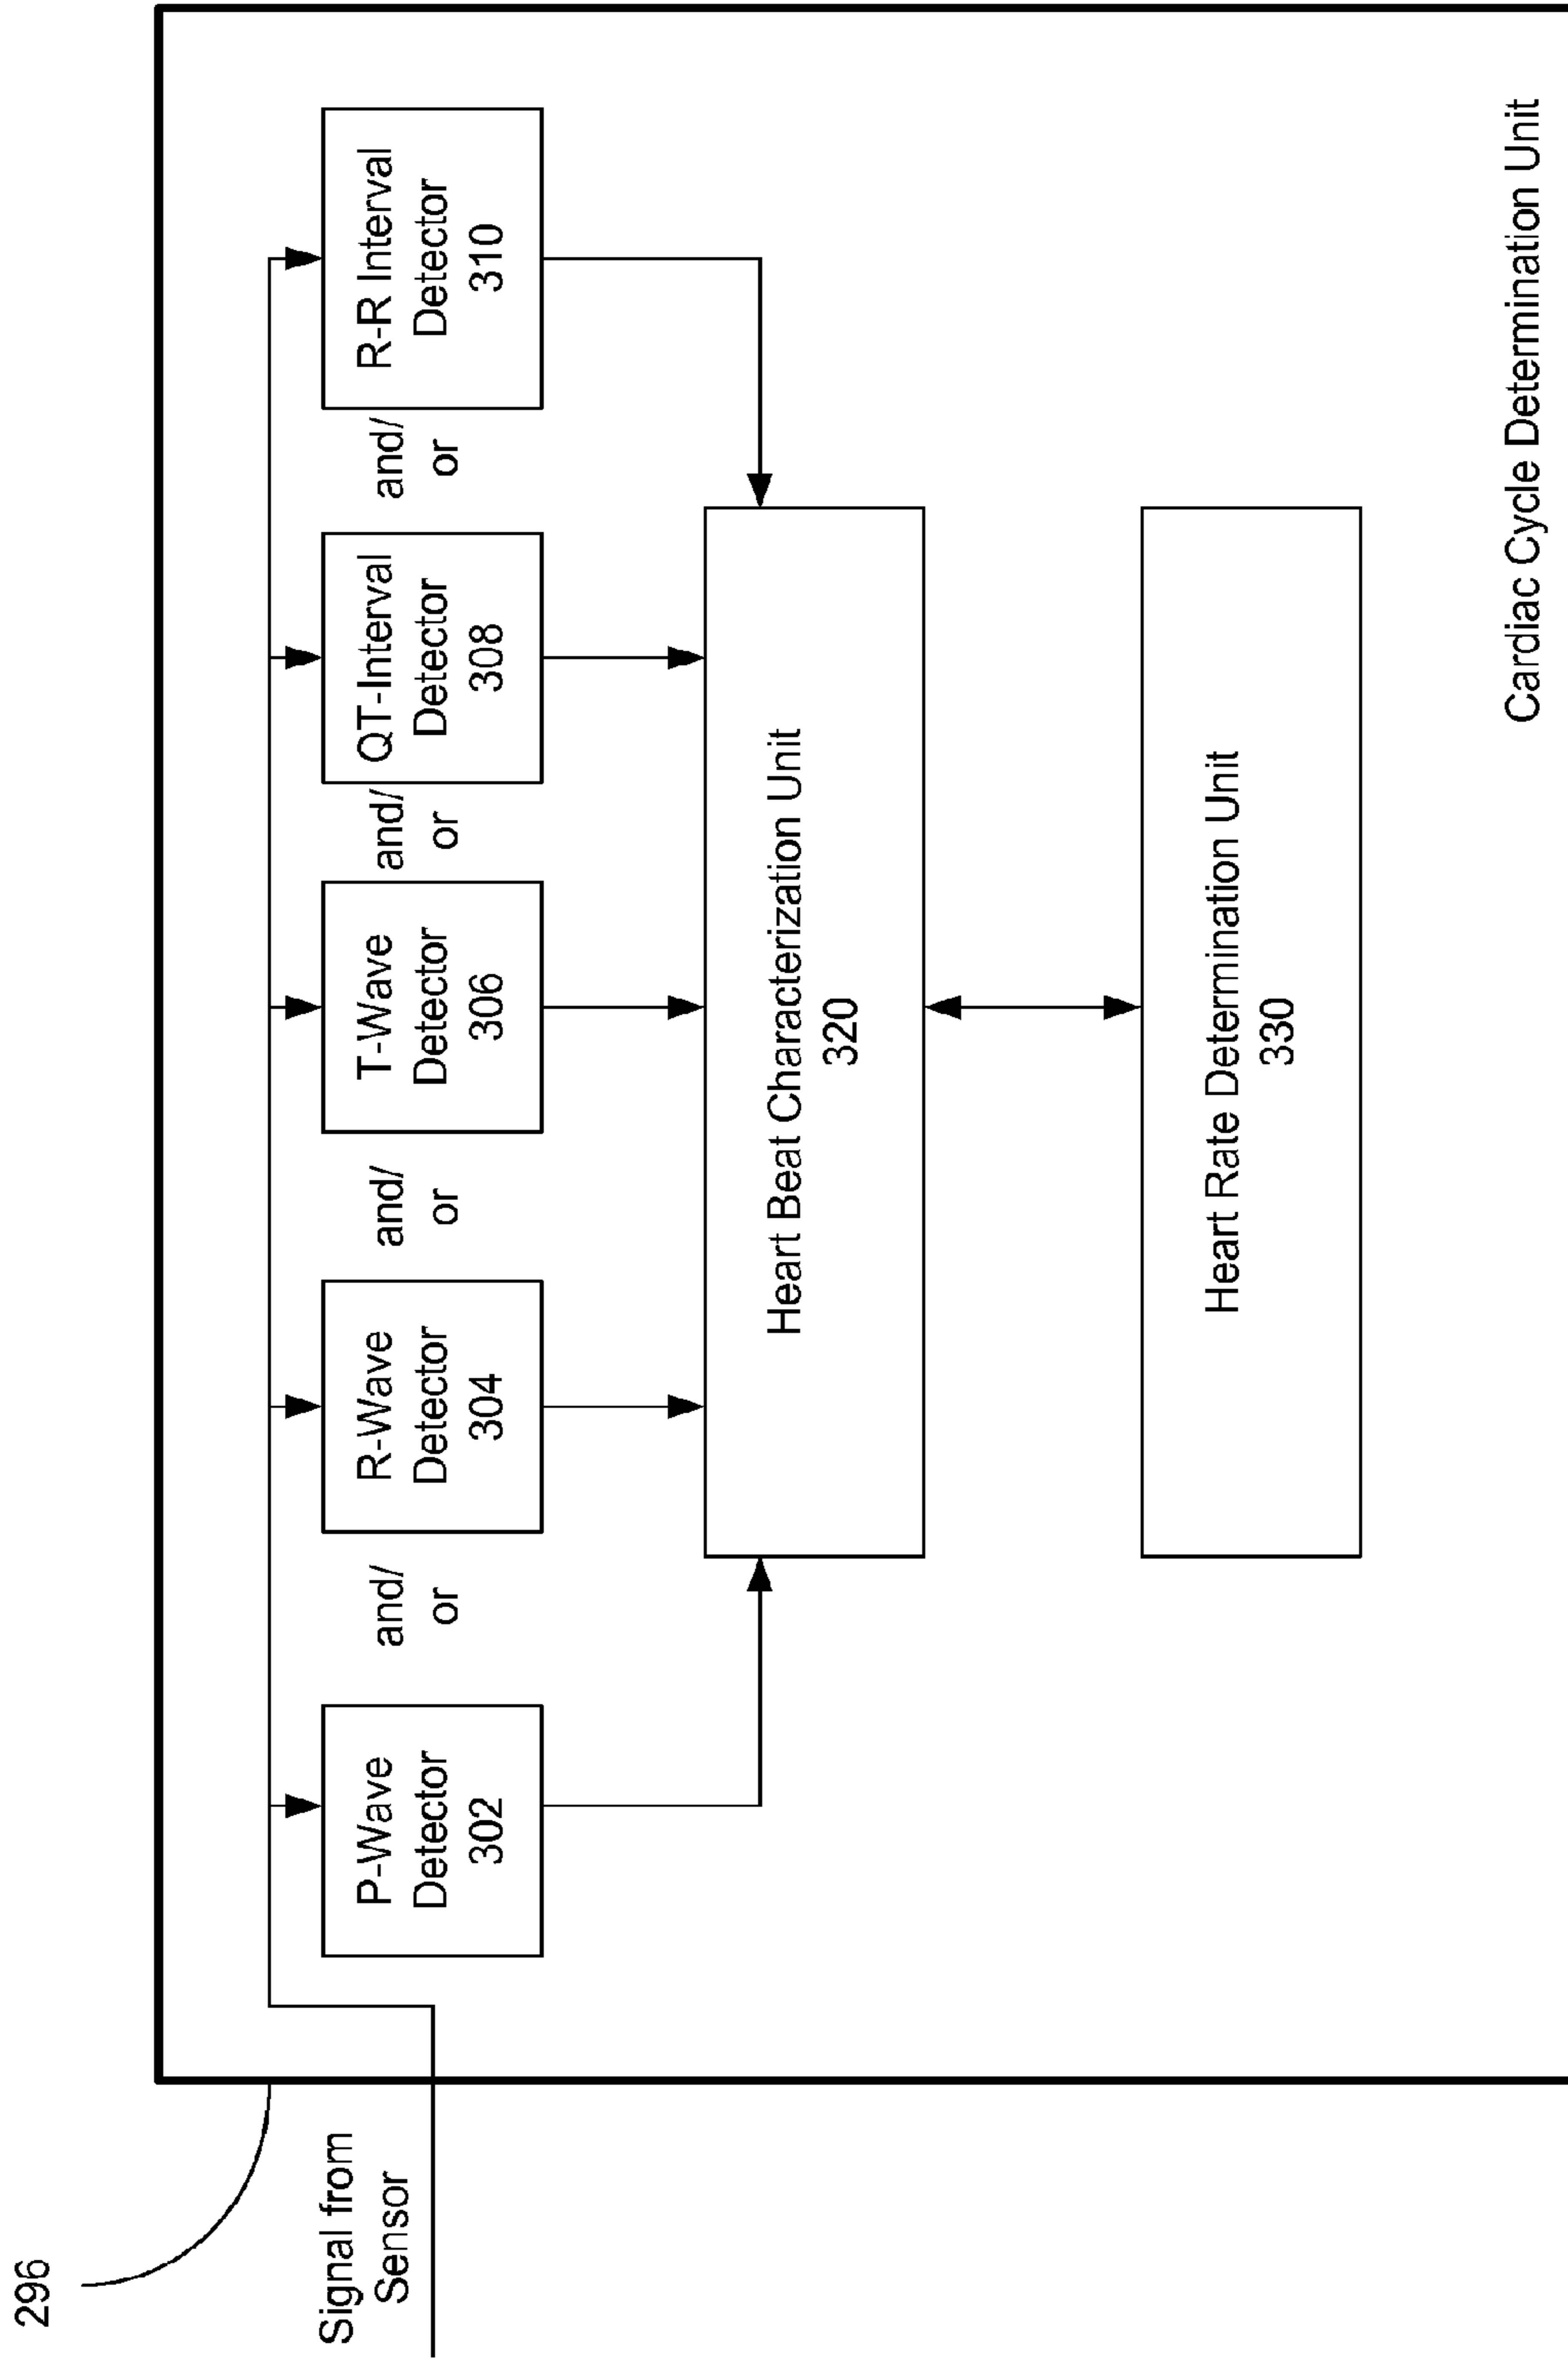 296
Signal from
Sensor
P-Wave
Detector
302
and/
or
R-Wave
Detector
304
and/
or
T-Wave
Detector
306
and/
or
QT-Interval
Detector
308
and/
or
R-R Interval
Detector
310
Heart Beat Characterization Unit
320
Heart Rate Determination Unit
330
Cardiac Cycle Determination Unit